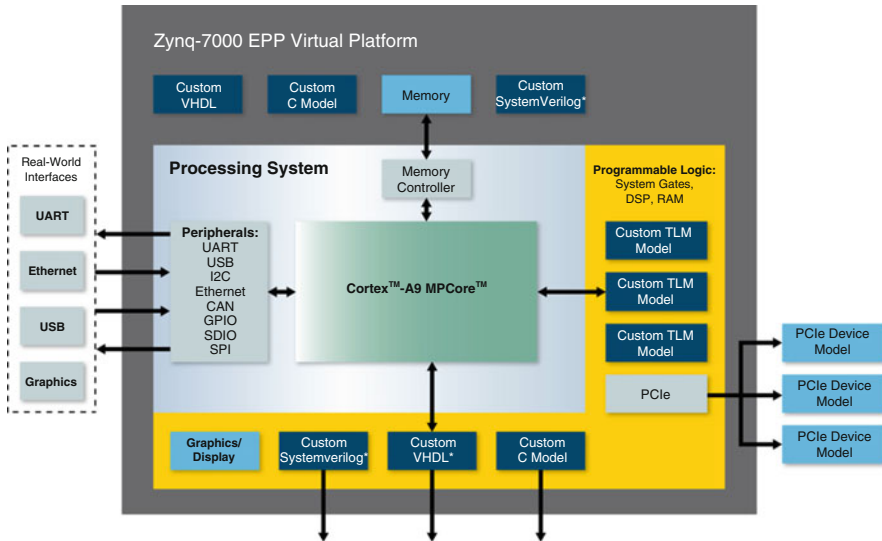 Zynq-7000 EPP Virtual Platform
Custom
VHDL
Custom
C Model
Memory
Custom
SystemVerilog*
Real-World
Interfaces
UART
Ethernet
USB
Graphics
Processing System
Memory
Controller
Peripherals:
UART
USB
I2C
Ethernet
CAN
GPIO
SDIO
SPI
Cortex™-A9 MPCore™
Programmable Logic:
System Gates,
DSP, RAM
Custom TLM
Model
Custom TLM
Model
Custom TLM
Model
PCIe
PCIe Device
Model
PCIe Device
Model
PCIe Device
Model
Graphics/
Display
Custom
Systemverilog*
Custom
VHDL*
Custom
C Model